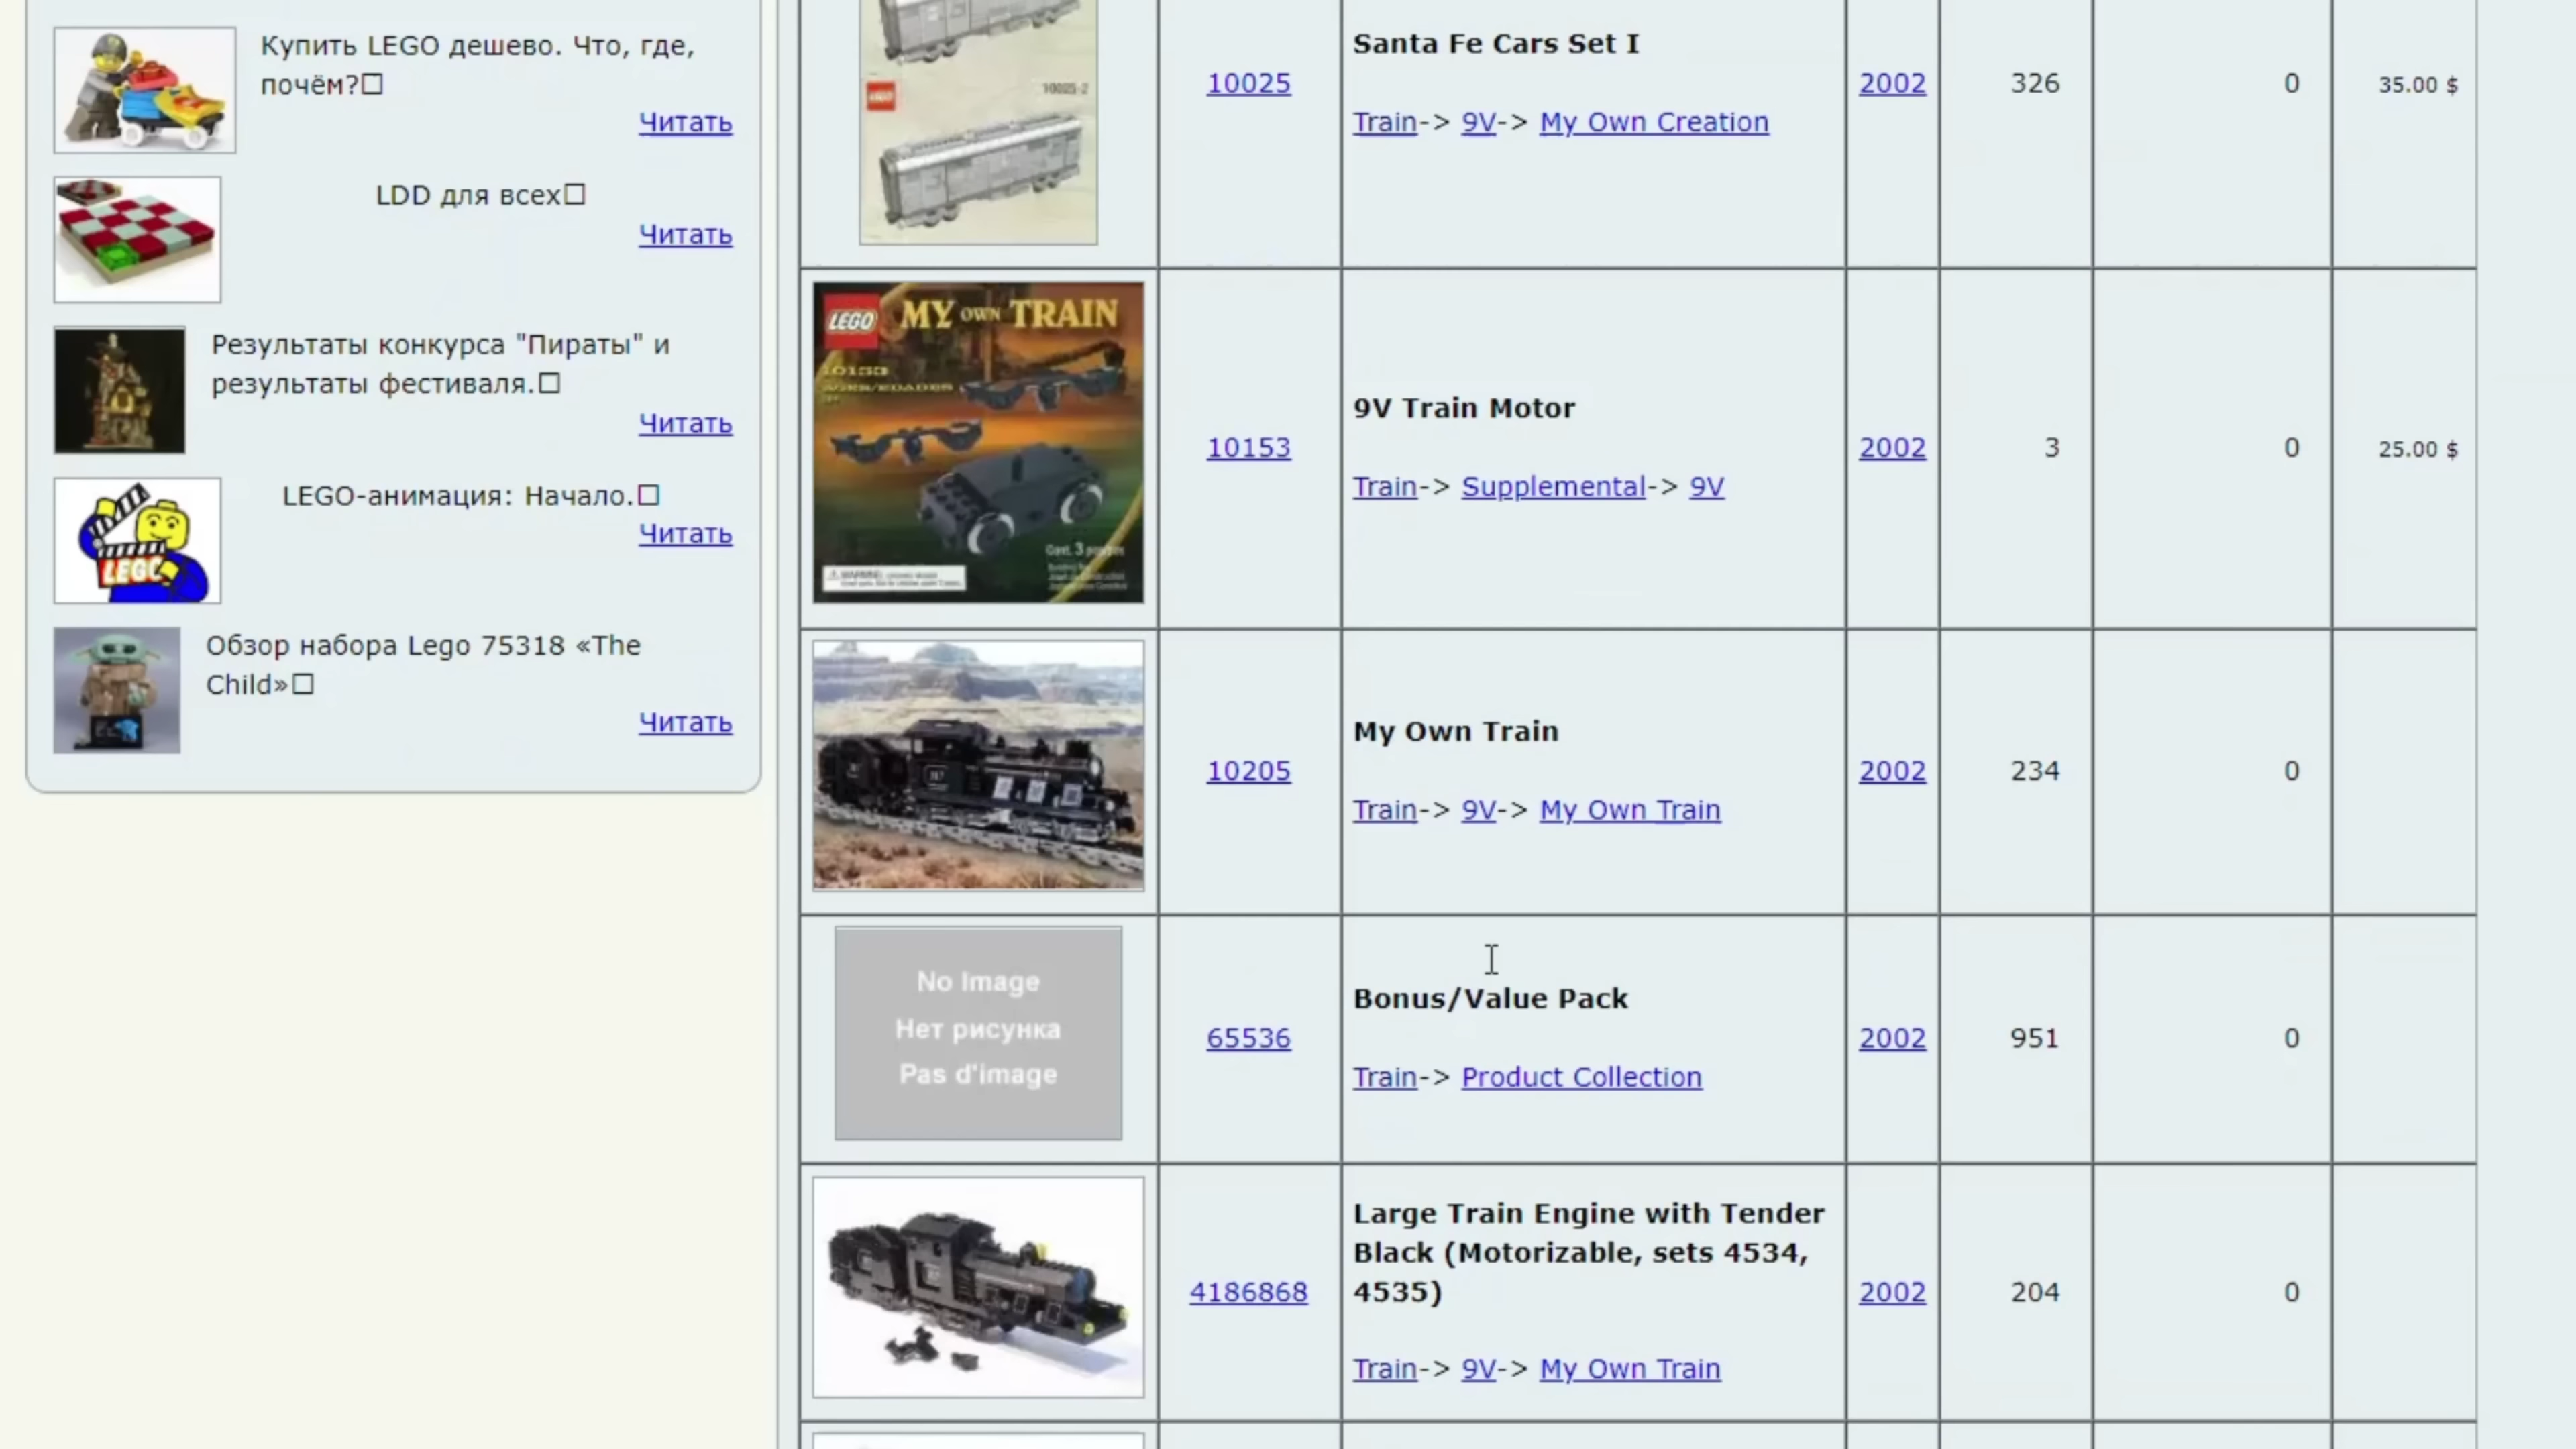 Купить LEGO дешево. Что, где,
почём?
Читать
LDD для всех
Читать
Результаты конкурса "Пираты" и
результаты фестиваля.
Читать
LEGO-анимация: Начало.
Читать
LEGO
Обзор набора Lego 75318 «The
Child»
Читать
10025-2
LEGO
10025
Santa Fe Cars Set I
Train-> 9V-> My Own Creation
2002
326
0
35.00 $
LEGO MY OWN TRAIN
10153
10153
9V Train Motor
Train-> Supplemental-> 9V
2002
3
0
25.00 $
10205
My Own Train
Train-> 9V-> My Own Train
2002
234
0
No Image
Нет рисунка
Pas d'image
65536
Bonus/Value Pack
Train-> Product Collection
2002
951
0
4186868
Large Train Engine with Tender
Black (Motorizable, sets 4534,
4535)
Train-> 9V-> My Own Train
2002
204
0